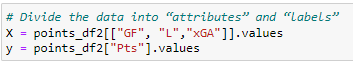 # Divide the data into “attributes” and “labels”
X = points_df2[["GF", "L","xGA"]].values
y = points_df2["Pts"].values